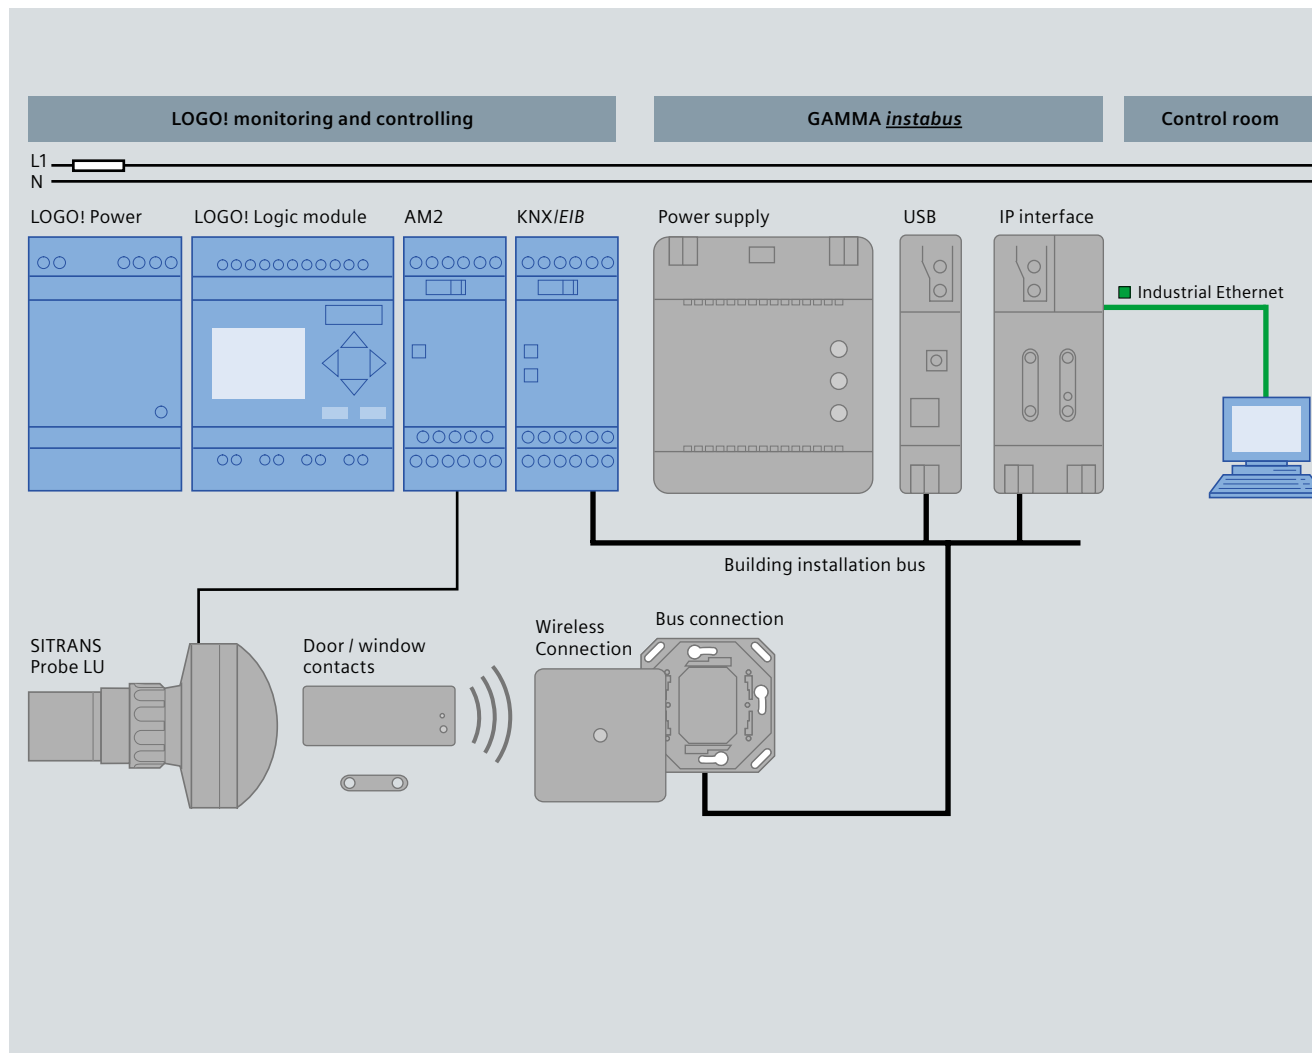 LOGO! monitoring and controlling
GAMMA instabus
Control room
L1
N
LOGO! Power
LOGO! Logic module
AM2
KNX/EIB
Power supply
USB
IP interface
Industrial Ethernet
Building installation bus
SITRANS
Probe LU
Door / window
contacts
Wireless
Connection
Bus connection